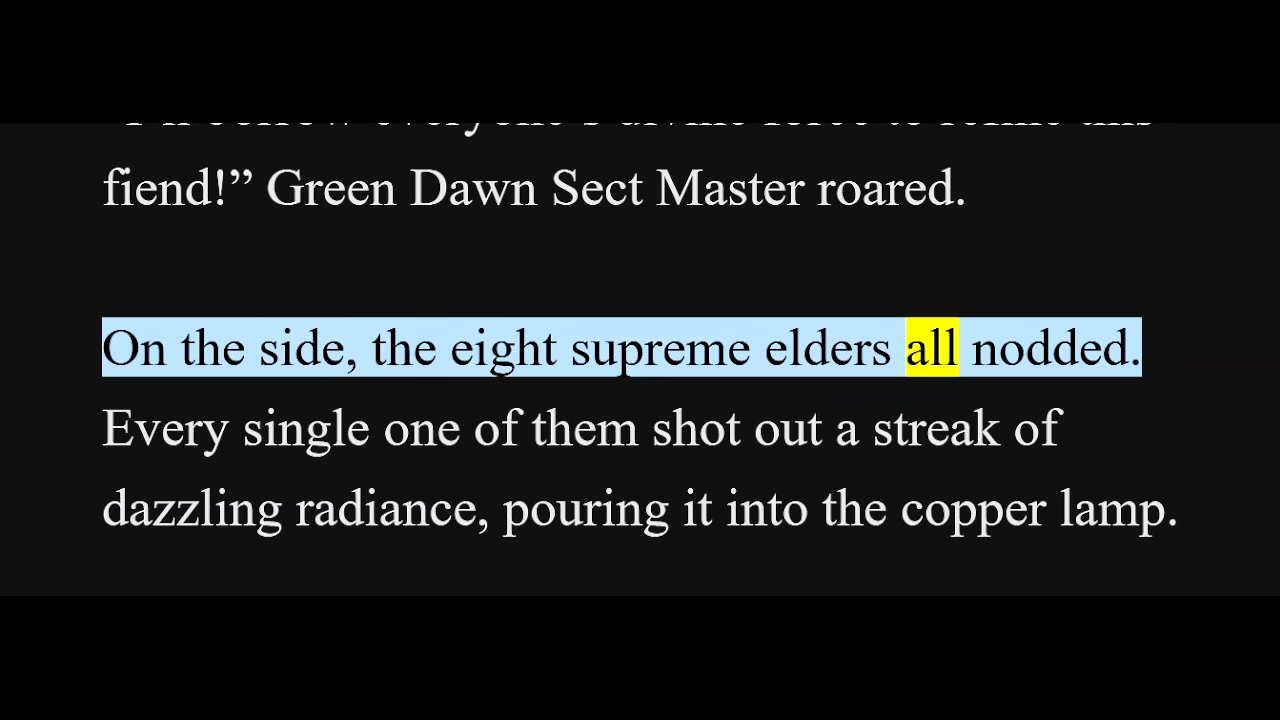 fiend!” Green Dawn Sect Master roared.
On the side, the eight supreme elders all nodded.
Every single one of them shot out a streak of
dazzling radiance, pouring it into the copper lamp.